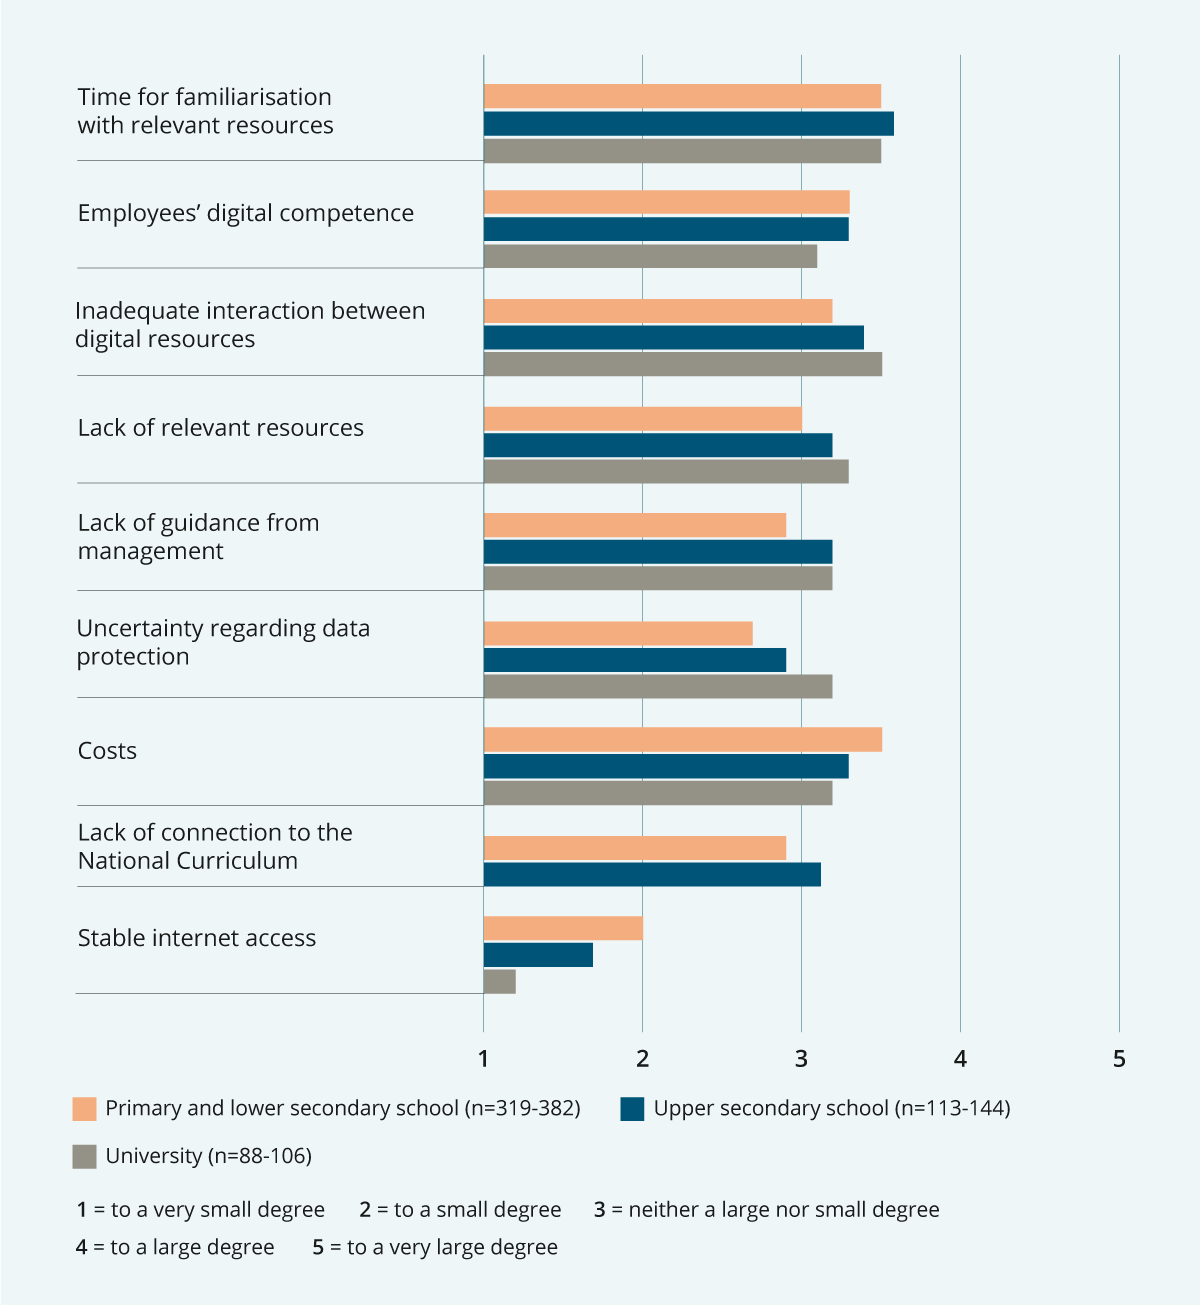 Time for familiarisation
with relevant resources
Employees’ digital competence
Inadequate interaction between
digital resources
Lack of relevant resources
Lack of guidance from
management
Uncertainty regarding data
protection
Costs
Lack of connection to the
National Curriculum
Stable internet access
1 2 3 4 5
Primary and lower secondary school (n=319-382) Upper secondary school (n=113-144)
University (n=88-106)
1 = to a very small degree 2 = to a small degree 3 = neither a large nor small degree
4 = to a large degree 5 = to a very large degree